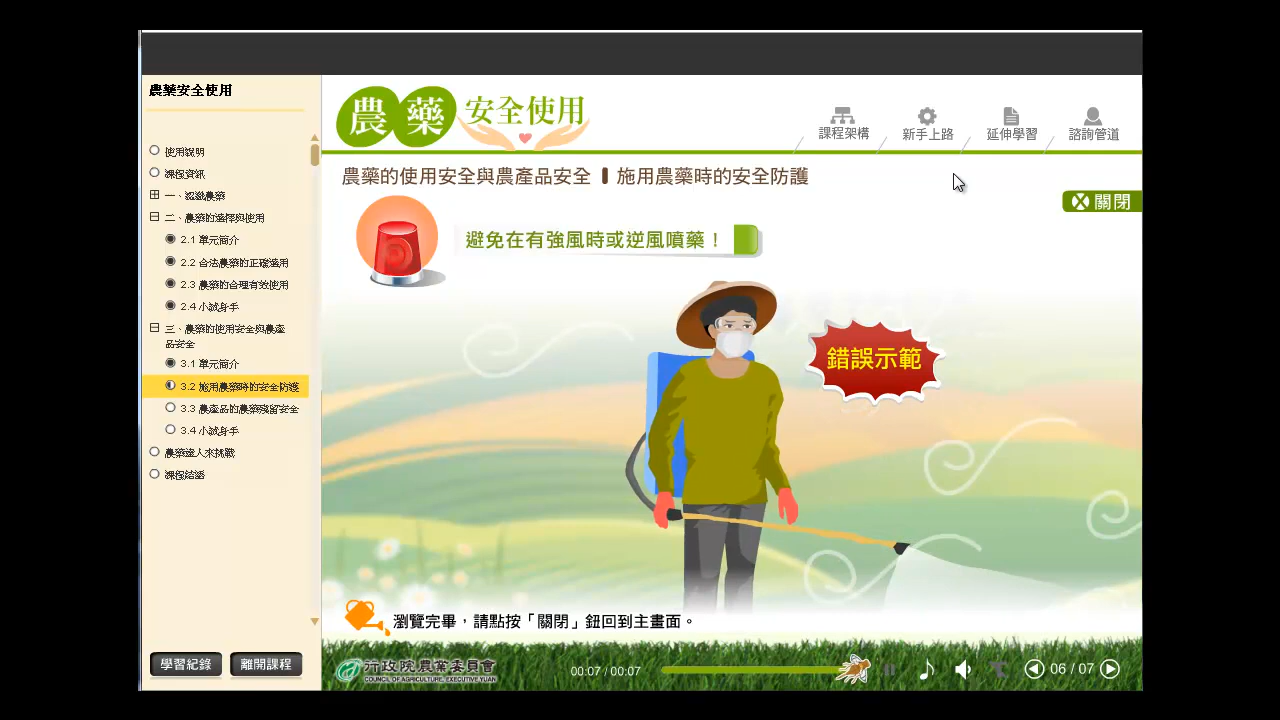 農藥安全使用
使用說明
課程資訊
一、認識農藥
二、農藥的選擇與使用
2.1 單元簡介
2.2 合法農藥的正確選用
2.3 農藥的合理有效使用
2.4 小試身手
三、農藥的使用安全與農產
品安全
3.1 單元簡介
3.2 施用農藥時的安全防護
3.3 農產品的農藥殘留安全
3.4 小試身手
農藥達人來挑戰
課程結語
學習紀錄
離開課程
農藥安全使用
課程架構
新手上路
延伸學習
諮詢管道
農藥的使用安全與農產品安全 ▌施用農藥時的安全防護
關閉
避免在有強風時或逆風噴藥！
錯誤示範
瀏覽完畢，請點按「關閉」鈕回到主畫面。
行政院農業委員會
COUNCIL OF AGRICULTURE, EXECUTIVE YUAN
00:07 / 00:07
06 / 07